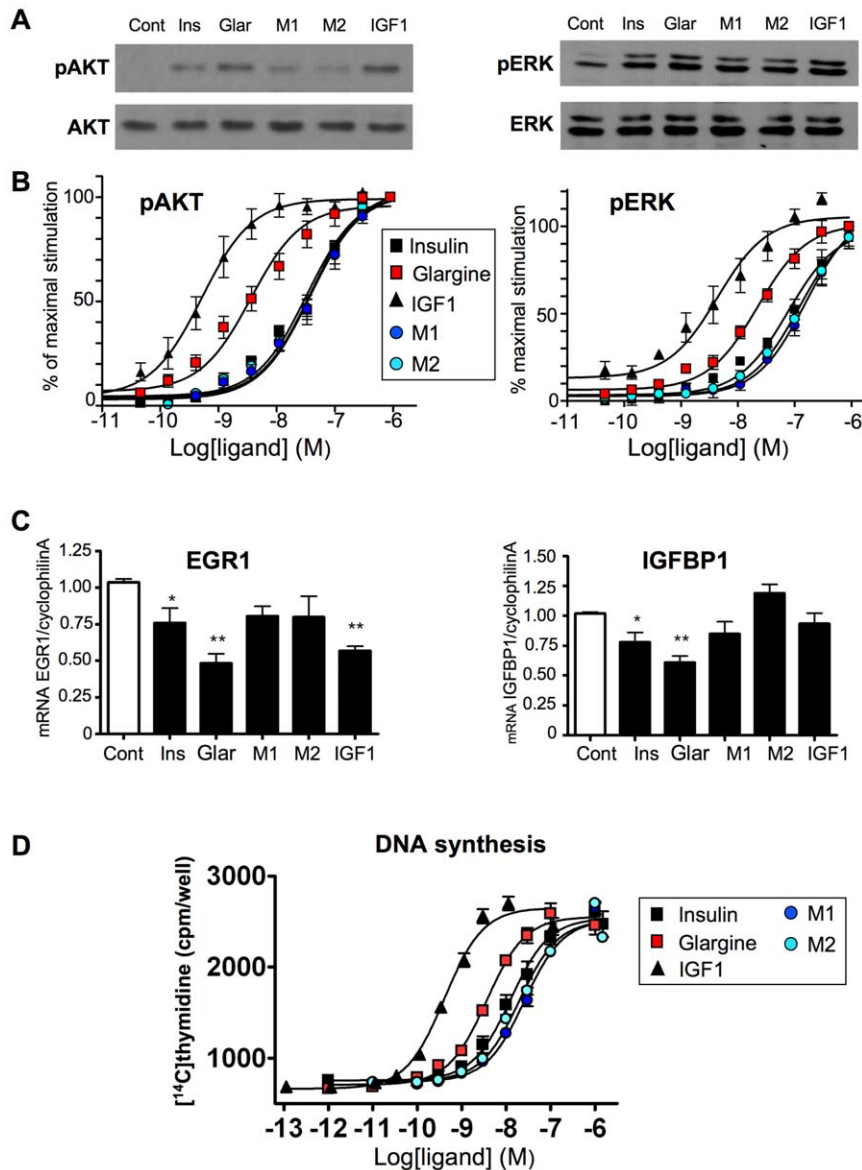 A
Cont Ins Glar M1 M2 IGF1
pAKT
AKT
Cont Ins Glar M1 M2 IGF1
pERK
ERK
B
pAKT
% of maximal stimulation
100
50
0
-11 -10 -9 -8 -7 -6
Log[ligand] (M)
Insulin
Glargine
IGF1
M1
M2
pERK
% maximal stimulation
100
50
0
-11 -10 -9 -8 -7 -6
Log[ligand] (M)
C
EGR1
mRNA EGR1/cyclophilinA
1.25
1.00
0.75
0.50
0.25
0
* ** **
Cont Ins Glar M1 M2 IGF1
IGFBP1
mRNA IGFBP1/cyclophilinA
1.50
1.25
1.00
0.75
0.50
0.25
0
* **
Cont Ins Glar M1 M2 IGF1
D
DNA synthesis
[¹⁴C]thymidine (cpm/well)
3000
2000
1000
-13 -12 -11 -10 -9 -8 -7 -6
Log[ligand] (M)
Insulin M1
Glargine M2
IGF1